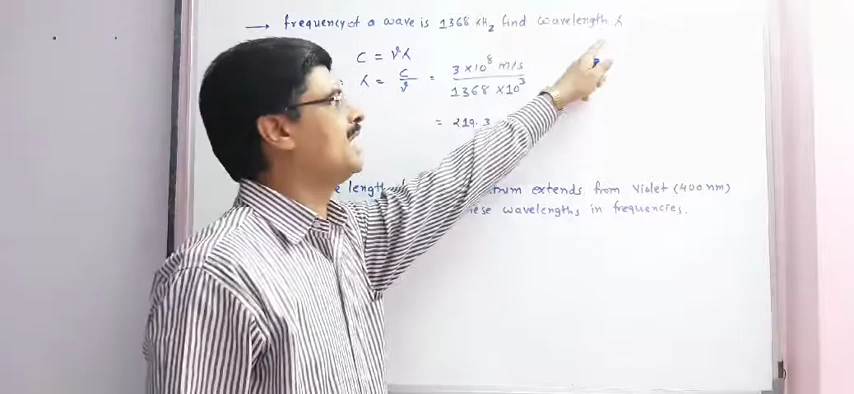 → frequency of a wave is 1368 KHz find wavelength λ
C = νλ
λ = C/ν = 3×10⁸ m/s / 1368 ×10³
= 219.3
length extends from Violet (400 nm)
wavelengths in frequencies.